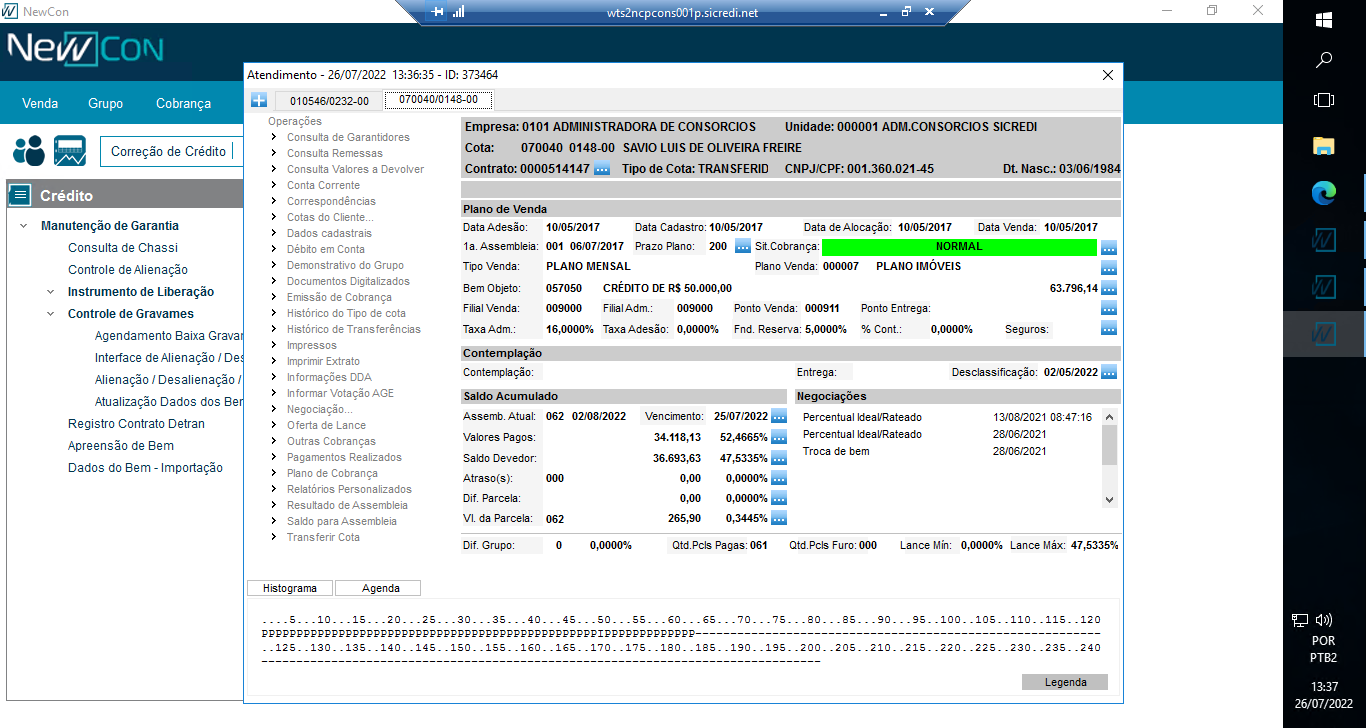 NewCon
wts2ncpcons001p.sicredi.net
NEWCON
Venda Grupo Cobrança
Correção de Crédito
Crédito
Manutenção de Garantia
Consulta de Chassi
Controle de Alienação
Instrumento de Liberação
Controle de Gravames
Agendamento Baixa Gravar
Interface de Alienação / Des
Alienação / Desalienação /
Atualização Dados dos Ber
Registro Contrato Detran
Apreensão de Bem
Dados do Bem - Importação
Atendimento - 26/07/2022 13:36:35 - ID: 373464
010546/0232-00 070040/0148-00
Operações
Consulta de Garantidores
Consulta Remessas
Consulta Valores a Devolver
Conta Corrente
Correspondências
Cotas do Cliente...
Dados cadastrais
Débito em Conta
Demonstrativo do Grupo
Documentos Digitalizados
Emissão de Cobrança
Histórico do Tipo de cota
Histórico de Transferências
Impressos
Imprimir Extrato
Informações DDA
Informar Votação AGE
Negociação...
Oferta de Lance
Outras Cobranças
Pagamentos Realizados
Plano de Cobrança
Relatórios Personalizados
Resultado de Assembleia
Saldo para Assembleia
Transferir Cota
Empresa: 0101 ADMINISTRADORA DE CONSORCIOS Unidade: 000001 ADM.CONSORCIOS SICREDI
Cota: 070040 0148-00 SAVIO LUIS DE OLIVEIRA FREIRE
Contrato: 0000514147 ... Tipo de Cota: TRANSFERID CNPJ/CPF: 001.360.021-45 Dt. Nasc.: 03/06/1984
Plano de Venda
Data Adesão: 10/05/2017 Data Cadastro: 10/05/2017 Data de Alocação: 10/05/2017 Data Venda: 10/05/2017
1a. Assembleia: 001 06/07/2017 Prazo Plano: 200 ... Sit.Cobrança: NORMAL ...
Tipo Venda: PLANO MENSAL Plano Venda: 000007 PLANO IMÓVEIS ...
Bem Objeto: 057050 CRÉDITO DE R$ 50.000,00 63.796,14 ...
Filial Venda: 009000 Filial Adm.: 009000 Ponto Venda: 000911 Ponto Entrega: ...
Taxa Adm.: 16,0000% Taxa Adesão: 0,0000% Fnd. Reserva: 5,0000% % Cont.: 0,0000% Seguros: ...
Contemplação
Contemplação: Entrega: Desclassificação: 02/05/2022 ...
Saldo Acumulado
Assemb. Atual: 062 02/08/2022 Vencimento: 25/07/2022 ...
Valores Pagos: 34.118,13 52,4665% ...
Saldo Devedor: 36.693,63 47,5335% ...
Atraso(s): 000 0,00 0,0000% ...
Dif. Parcela: 0,00 0,0000% ...
Vl. da Parcela: 062 265,90 0,3445% ...
Negociações
Percentual Ideal/Rateado 13/08/2021 08:47:16
Percentual Ideal/Rateado 28/06/2021
Troca de bem 28/06/2021
Dif. Grupo: 0 0,0000% Qtd.Pcls Pagas: 061 Qtd.Pcls Furo: 000 Lance Mín: 0,0000% Lance Máx: 47,5335%
Histograma Agenda
....5...10...15...20...25...30...35...40...45...50...55...60...65...70...75...80...85...90...95..100..105..110..115..120
PPPPPPPPPPPPPPPPPPPPPPPPPPPPPPPPPPPPPPPPPPPPPPPPIPPPPPPPPPPPPP----------------------------------------------------------
..125..130..135..140..145..150..155..160..165..170..175..180..185..190..195..200..205..210..215..220..225..230..235..240
--------------------------------------------------------------------------------
Legenda
POR
PTB2
13:37
26/07/2022